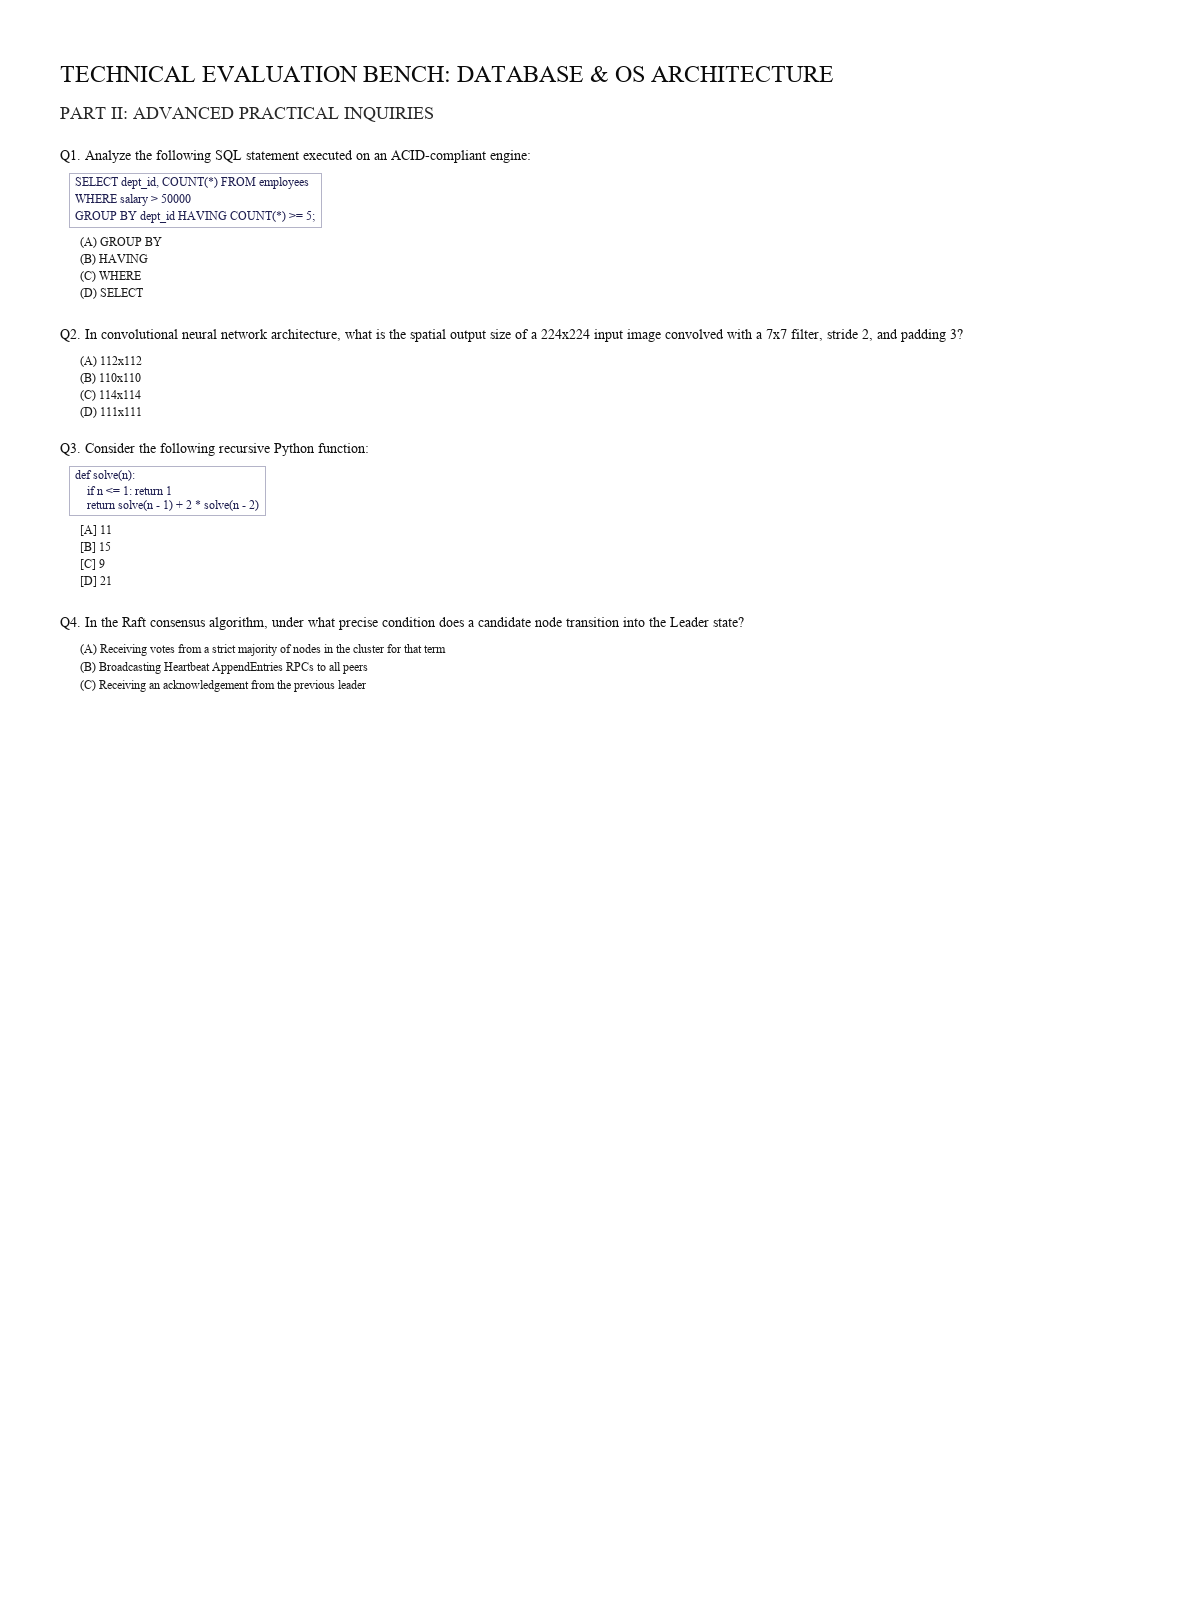 TECHNICAL EVALUATION BENCH: DATABASE & OS ARCHITECTURE
PART II: ADVANCED PRACTICAL INQUIRIES
Q1. Analyze the following SQL statement executed on an ACID-compliant engine:
SELECT dept_id, COUNT(*) FROM employees
WHERE salary > 50000
GROUP BY dept_id HAVING COUNT(*) >= 5;
(A) GROUP BY
(B) HAVING
(C) WHERE
(D) SELECT
Q2. In convolutional neural network architecture, what is the spatial output size of a 224x224 input image convolved with a 7x7 filter, stride 2, and padding 3?
(A) 112x112
(B) 110x110
(C) 114x114
(D) 111x111
Q3. Consider the following recursive Python function:
def solve(n):
    if n <= 1: return 1
    return solve(n - 1) + 2 * solve(n - 2)
[A] 11
[B] 15
[C] 9
[D] 21
Q4. In the Raft consensus algorithm, under what precise condition does a candidate node transition into the Leader state?
(A) Receiving votes from a strict majority of nodes in the cluster for that term
(B) Broadcasting Heartbeat AppendEntries RPCs to all peers
(C) Receiving an acknowledgement from the previous leader